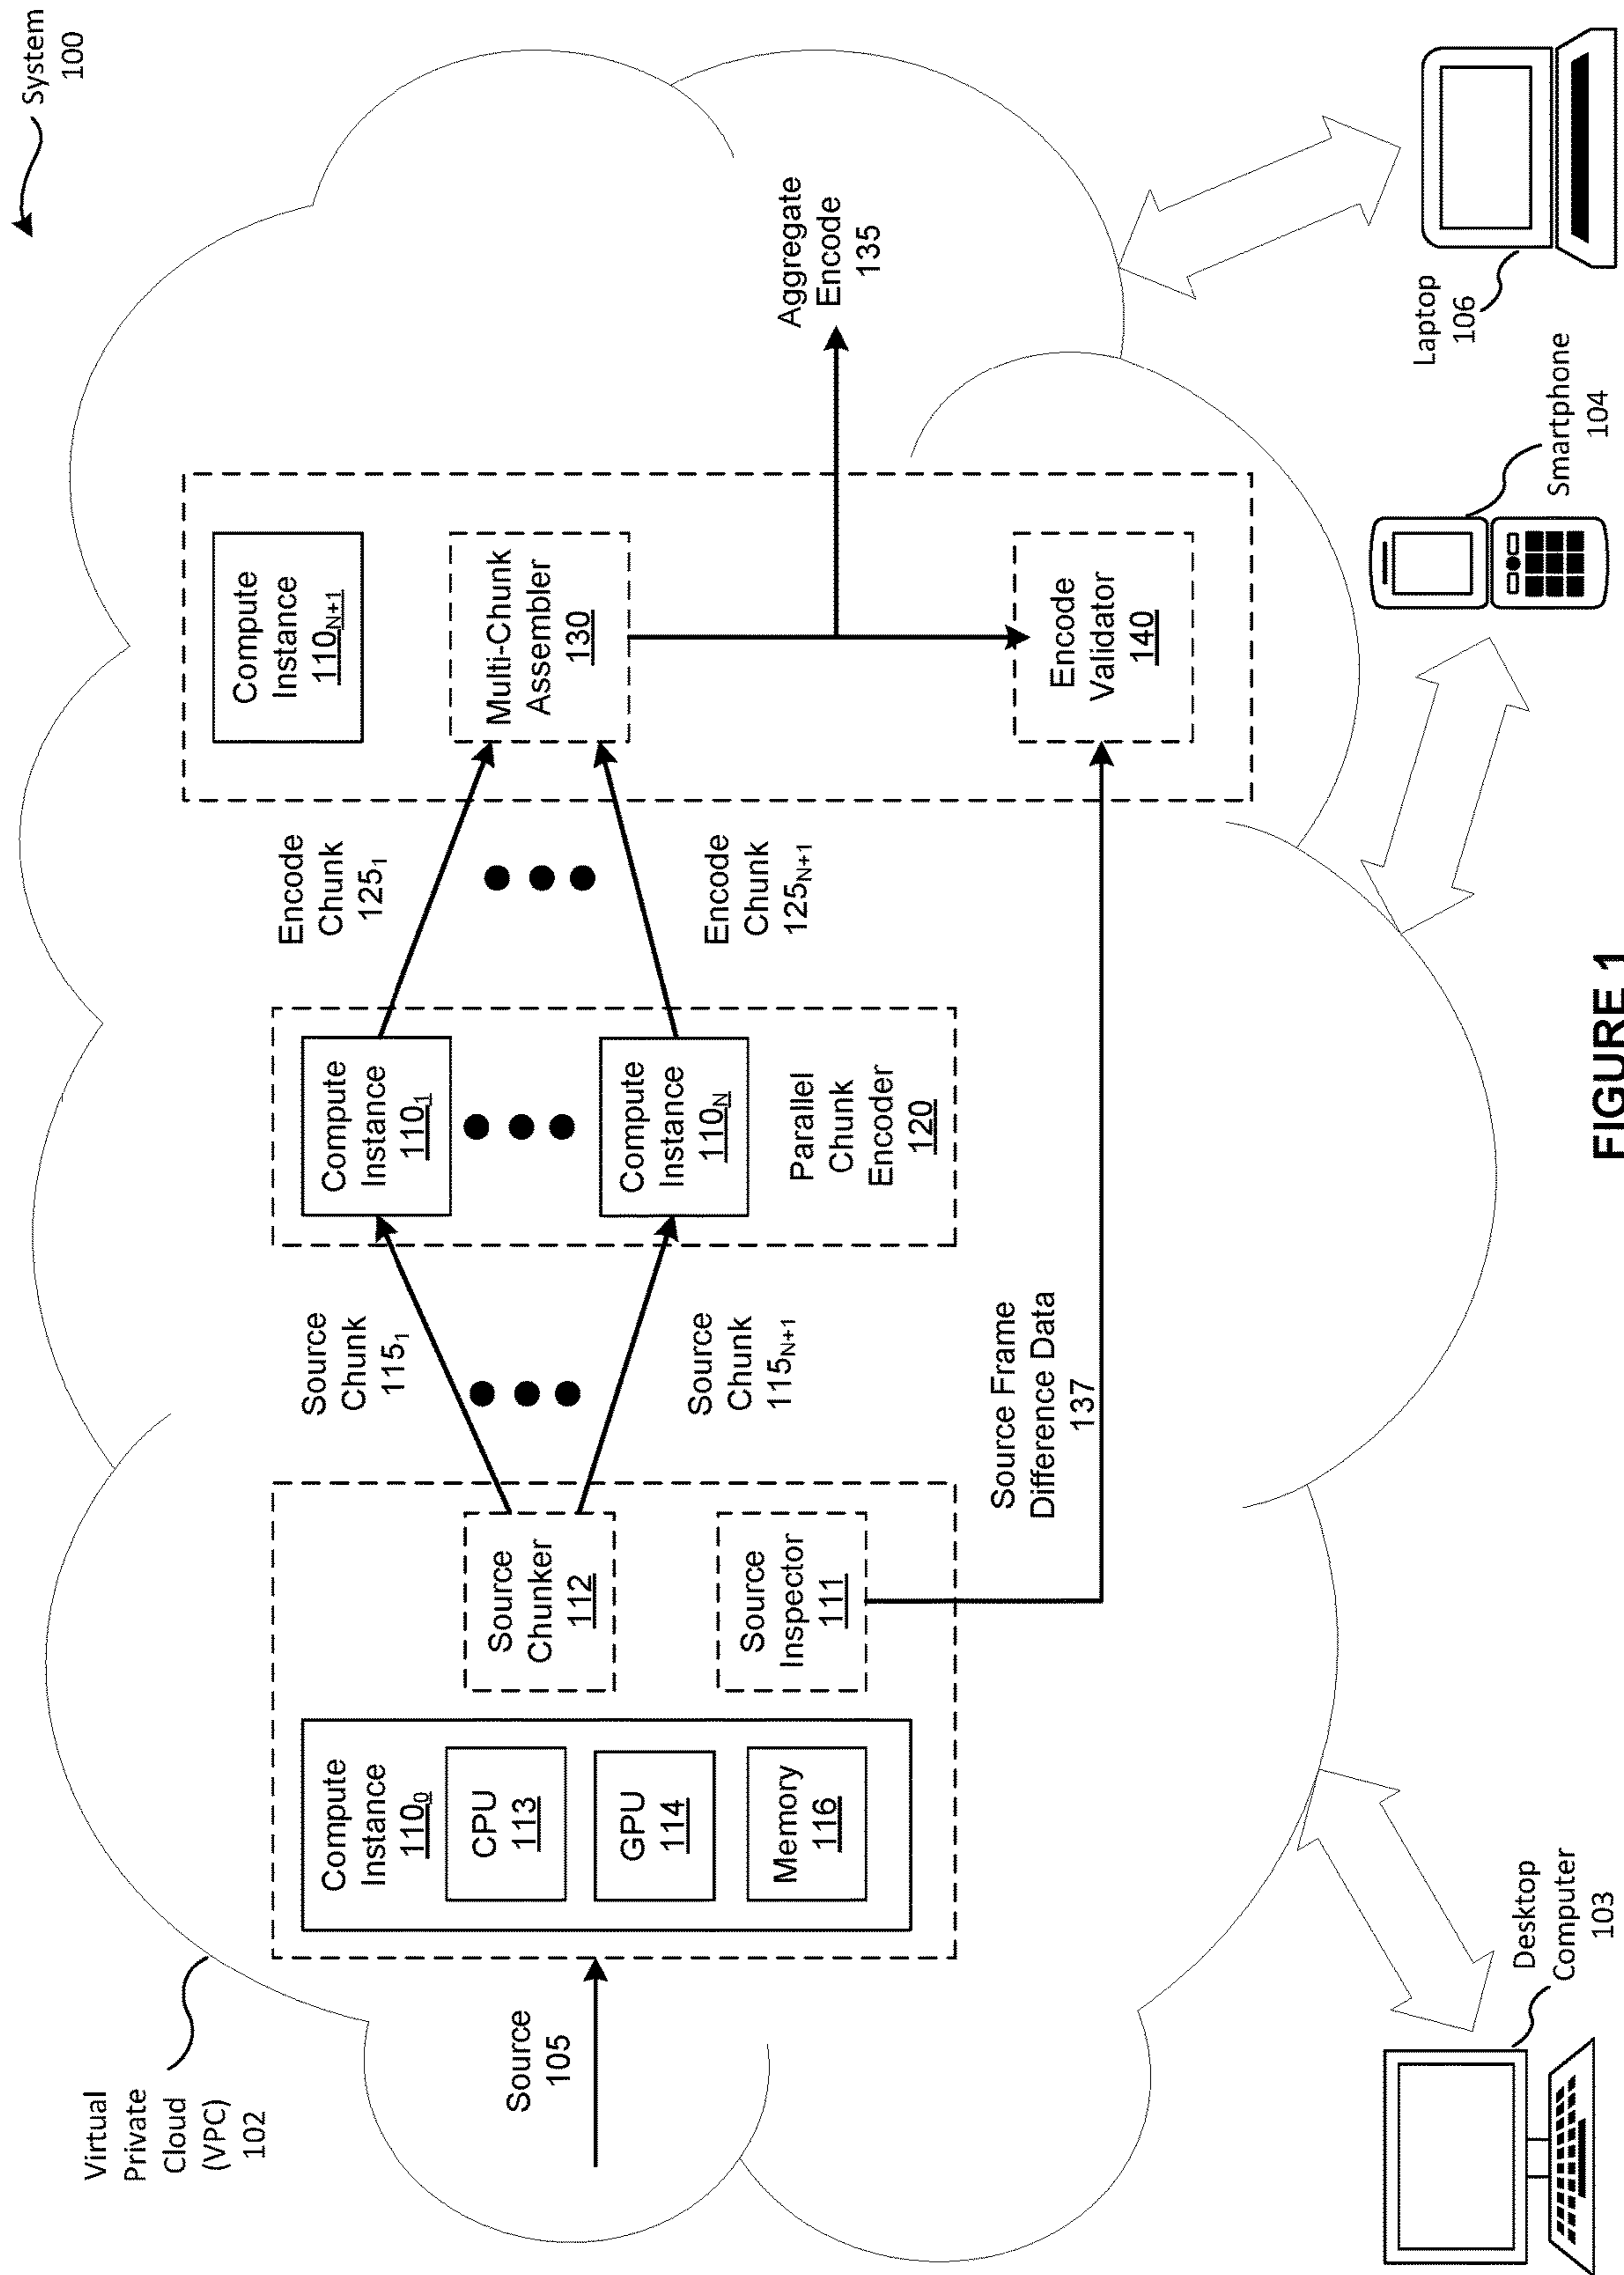 System
100
Virtual
Private
Cloud
(VPC)
102
Source
105
Compute
Instance
110₀
CPU
113
GPU
114
Memory
116
Source
Chunker
112
Source
Inspector
111
Source
Chunk
115₁
Source
Chunk
115N+1
Source Frame
Difference Data
137
Compute
Instance
110₁
Compute
Instance
110N
Parallel
Chunk
Encoder
120
Encode
Chunk
125₁
Encode
Chunk
125N+1
Compute
Instance
110N+1
Multi-Chunk
Assembler
130
Encode
Validator
140
Aggregate
Encode
135
Desktop
Computer
103
Smartphone
104
Laptop
106
FIGURE 1